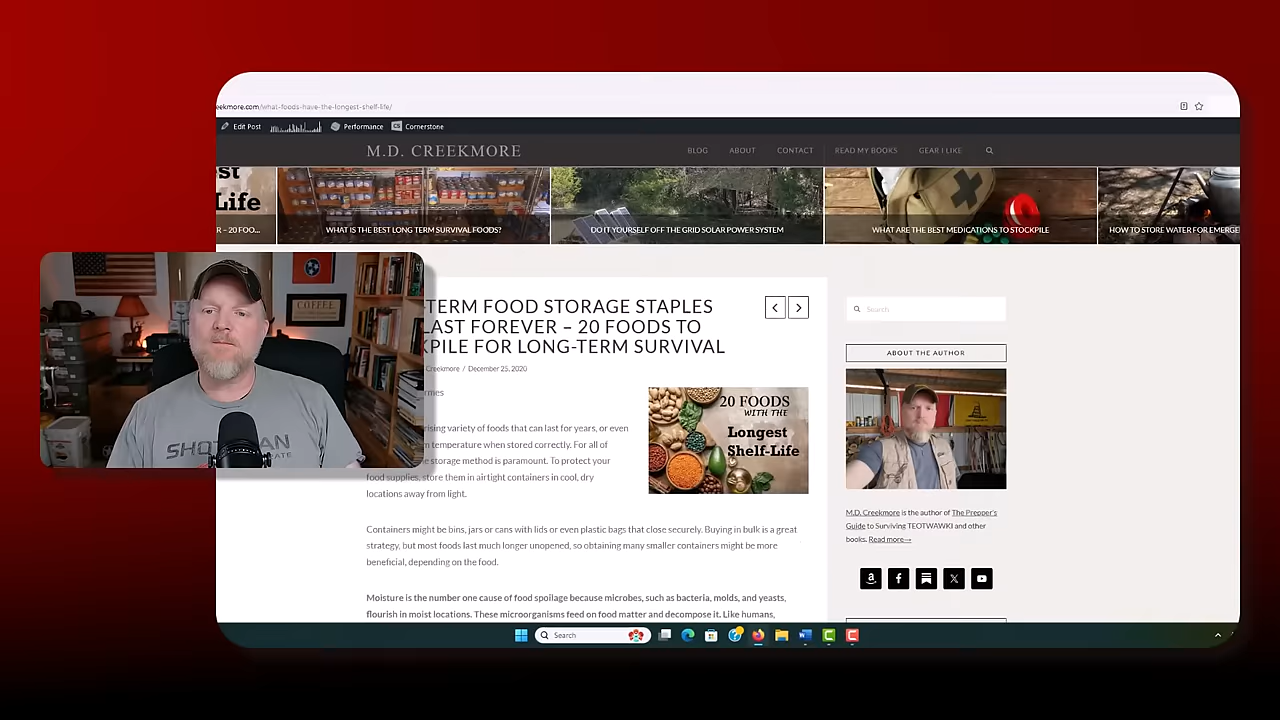 eekmore.com/what-foods-have-the-longest-shelf-life/
Edit Post Performance Cornerstone
M.D. CREEKMORE BLOG ABOUT CONTACT READ MY BOOKS GEAR I LIKE
st
Life
R – 20 FOO... WHAT IS THE BEST LONG TERM SURVIVAL FOODS? DO IT YOURSELF OFF THE GRID SOLAR POWER SYSTEM WHAT ARE THE BEST MEDICATIONS TO STOCKPILE HOW TO STORE WATER FOR EMERGE
COFFEE
-TERM FOOD STORAGE STAPLES
LAST FOREVER – 20 FOODS TO
KPILE FOR LONG-TERM SURVIVAL
Creekmore / December 25, 2020
rmes
rising variety of foods that can last for years, or even
m temperature when stored correctly. For all of
e storage method is paramount. To protect your
food supplies, store them in airtight containers in cool, dry
locations away from light.
20 FOODS
WITH THE
Longest
Shelf-Life
Containers might be bins, jars or cans with lids or even plastic bags that close securely. Buying in bulk is a great
strategy, but most foods last much longer unopened, so obtaining many smaller containers might be more
beneficial, depending on the food.
Moisture is the number one cause of food spoilage because microbes, such as bacteria, molds, and yeasts,
flourish in moist locations. These microorganisms feed on food matter and decompose it. Like humans,
Search
ABOUT THE AUTHOR
M.D. Creekmore is the author of The Prepper's
Guide to Surviving TEOTWAWKI and other
books. Read more→
Search